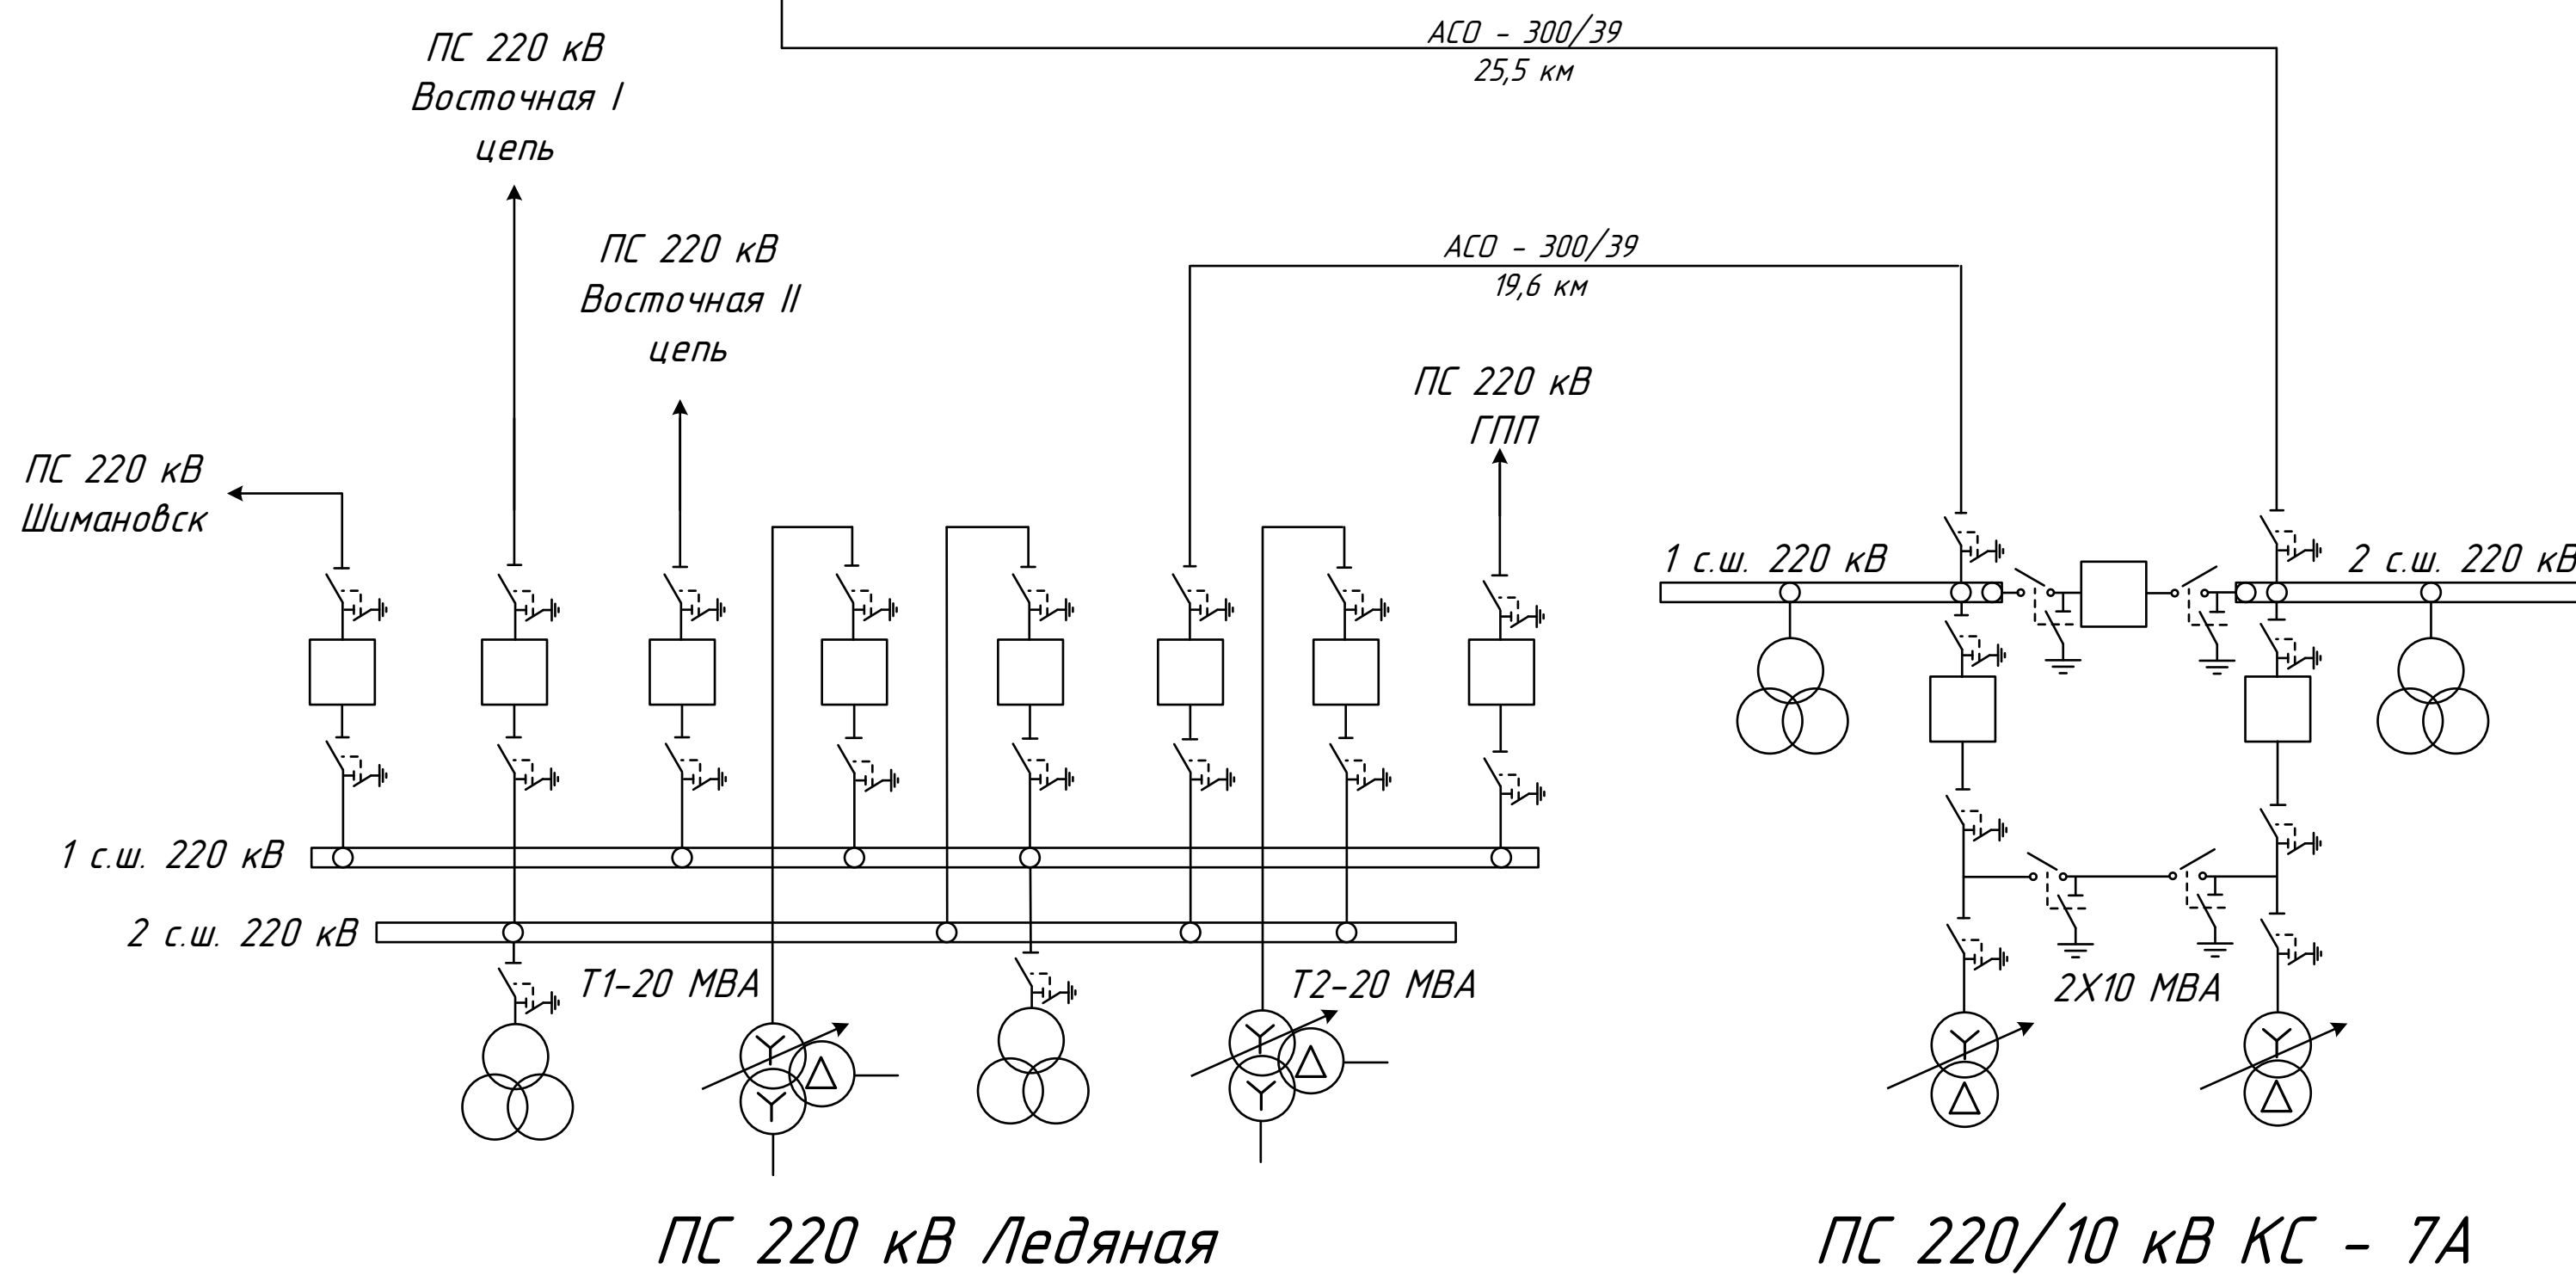 АСО - 300/39
25,5 км
ПС 220 кВ
Восточная I
цепь
ПС 220 кВ
Восточная II
цепь
АСО - 300/39
19,6 км
ПС 220 кВ
ГПП
ПС 220 кВ
Шимановск
1 с.ш. 220 кВ
2 с.ш. 220 кВ
1 с.ш. 220 кВ
2 с.ш. 220 кВ
Т1-20 МВА
Т2-20 МВА
2Х10 МВА
ПС 220 кВ Ледяная
ПС 220/10 кВ КС - 7А